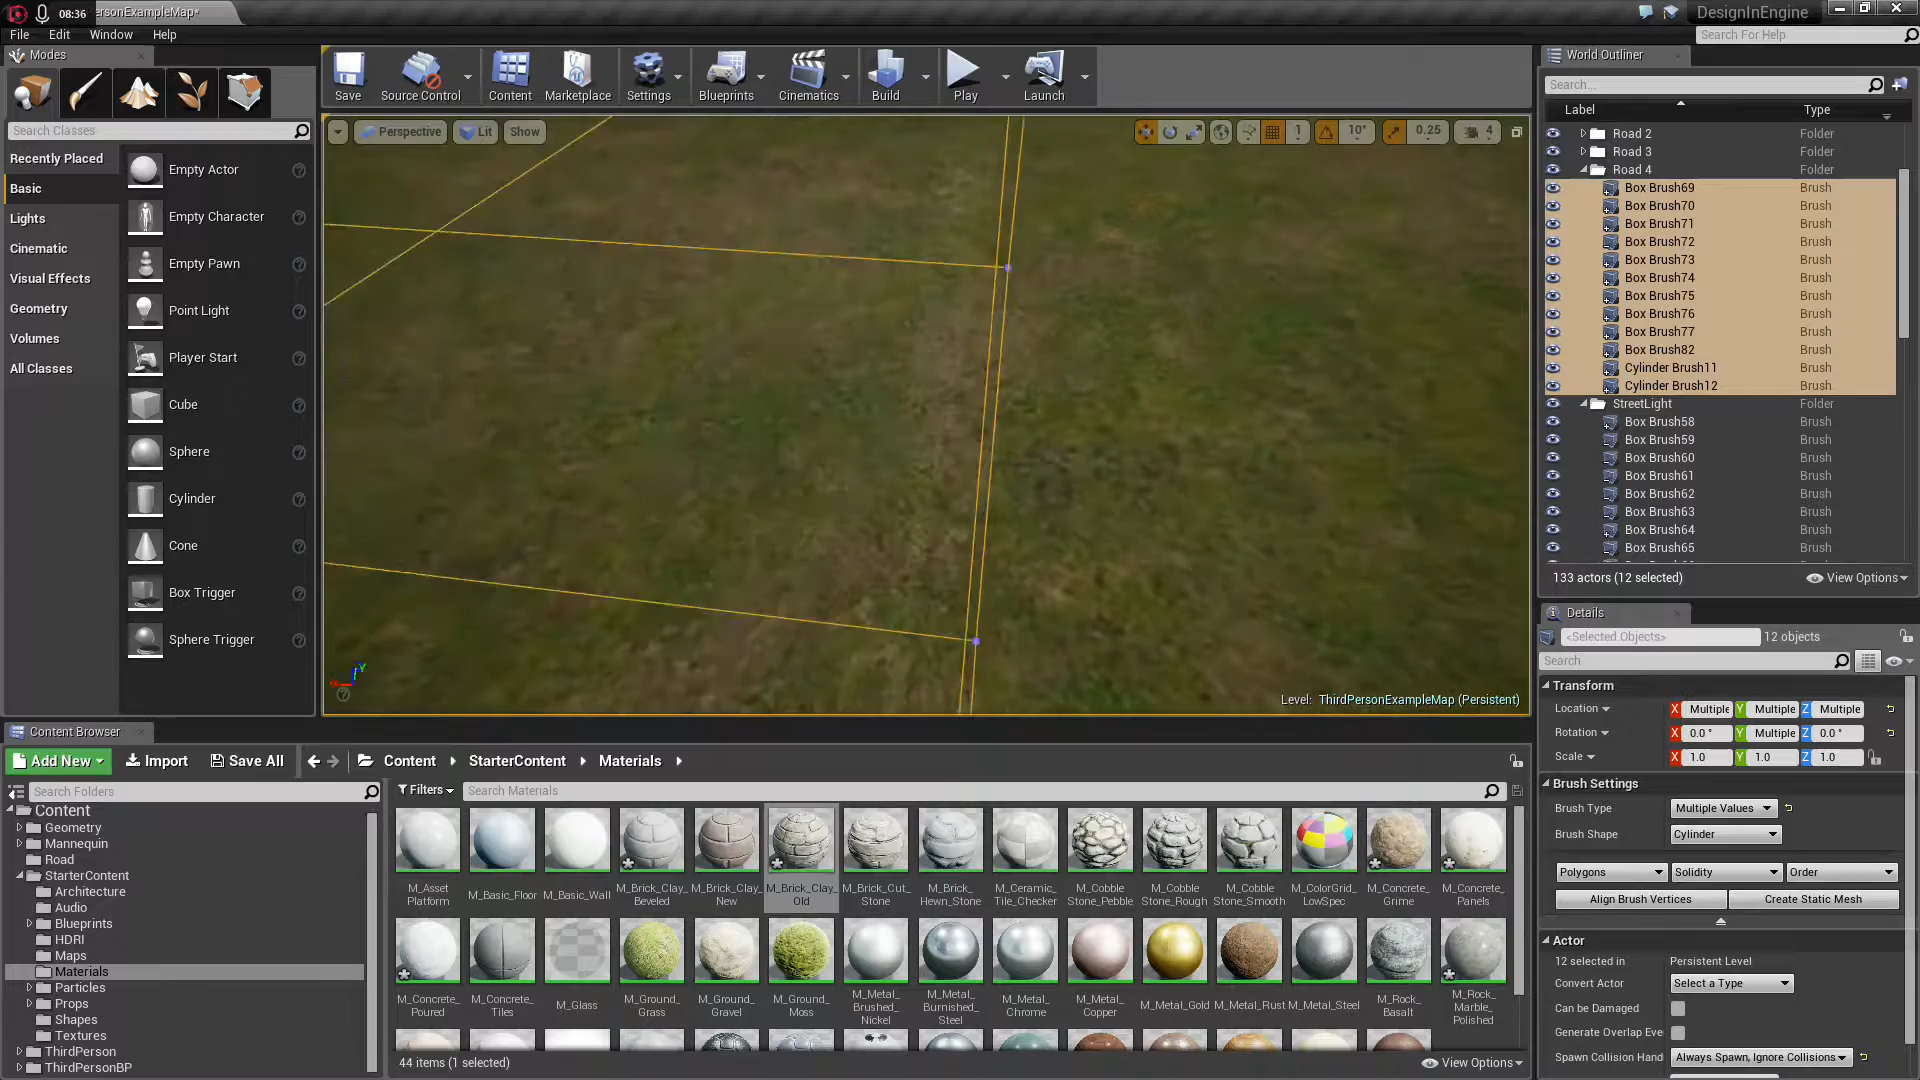 08:36
ersonExampleMap*
DesignInEngine
File Edit Window Help
Search For Help
Modes
Search Classes
Recently Placed
Basic
Lights
Cinematic
Visual Effects
Geometry
Volumes
All Classes
Empty Actor
Empty Character
Empty Pawn
Point Light
Player Start
Cube
Sphere
Cylinder
Cone
Box Trigger
Sphere Trigger
Save Source Control Content Marketplace Settings Blueprints Cinematics Build Play Launch
Perspective Lit Show
1 10° 0.25 4
Level: ThirdPersonExampleMap (Persistent)
World Outliner
Search...
Label Type
Road 2 Folder
Road 3 Folder
Road 4 Folder
Box Brush69 Brush
Box Brush70 Brush
Box Brush71 Brush
Box Brush72 Brush
Box Brush73 Brush
Box Brush74 Brush
Box Brush75 Brush
Box Brush76 Brush
Box Brush77 Brush
Box Brush82 Brush
Cylinder Brush11 Brush
Cylinder Brush12 Brush
StreetLight Folder
Box Brush58 Brush
Box Brush59 Brush
Box Brush60 Brush
Box Brush61 Brush
Box Brush62 Brush
Box Brush63 Brush
Box Brush64 Brush
Box Brush65 Brush
133 actors (12 selected) View Options
Details
<Selected Objects> 12 objects
Search
Transform
Location X Multiple Y Multiple Z Multiple
Rotation X 0.0 ° Y Multiple Z 0.0 °
Scale X 1.0 Y 1.0 Z 1.0
Brush Settings
Brush Type Multiple Values
Brush Shape Cylinder
Polygons Solidity Order
Align Brush Vertices Create Static Mesh
Actor
12 selected in Persistent Level
Convert Actor Select a Type
Can be Damaged
Generate Overlap Eve
Spawn Collision Hand Always Spawn, Ignore Collisions
Content Browser
Add New Import Save All Content StarterContent Materials
Search Folders
Filters Search Materials
Content
Geometry
Mannequin
Road
StarterContent
Architecture
Audio
Blueprints
HDRI
Maps
Materials
Particles
Props
Shapes
Textures
ThirdPerson
ThirdPersonBP
M_Asset Platform
M_Basic_Floor
M_Basic_Wall
M_Brick_Clay_ Beveled
M_Brick_Clay_ New
M_Brick_Clay_ Old
M_Brick_Cut_ Stone
M_Brick_ Hewn_Stone
M_Ceramic_ Tile_Checker
M_Cobble Stone_Pebble
M_Cobble Stone_Rough
M_Cobble Stone_Smooth
M_ColorGrid_ LowSpec
M_Concrete_ Grime
M_Concrete_ Panels
M_Concrete_ Poured
M_Concrete_ Tiles
M_Glass
M_Ground_ Grass
M_Ground_ Gravel
M_Ground_ Moss
M_Metal_ Brushed_ Nickel
M_Metal_ Burnished_ Steel
M_Metal_ Chrome
M_Metal_ Copper
M_Metal_Gold
M_Metal_Rust
M_Metal_Steel
M_Rock_ Basalt
M_Rock_ Marble_ Polished
44 items (1 selected) View Options